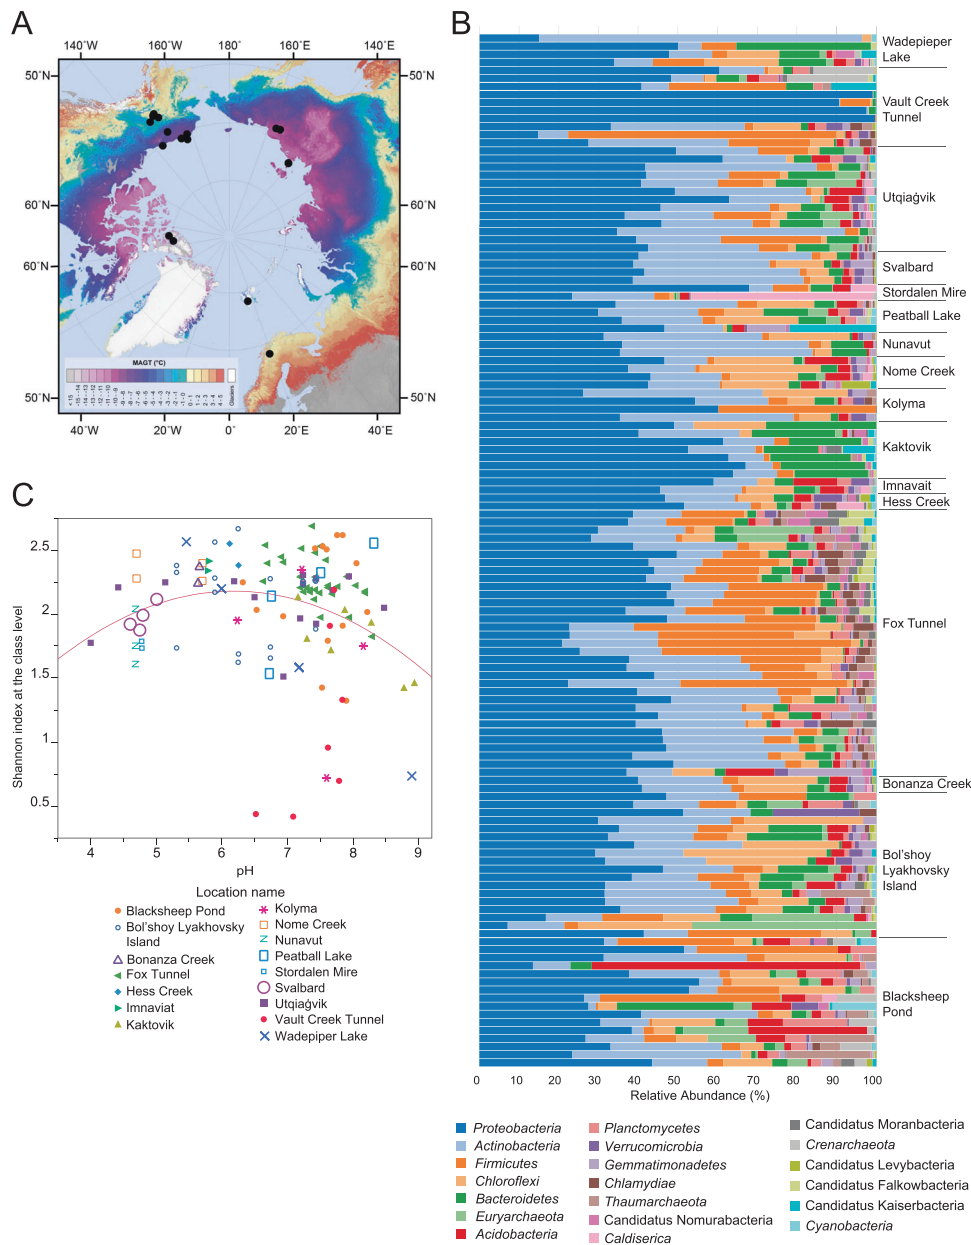 A
140°W 160°W 180° 160°E 140°E
50°N 50°N
60°N 60°N
60°N 60°N
50°N 50°N
MAGT (°C)
Glaciers
40°W 20°W 0° 20°E 40°E
B
Wadepieper
Lake
Vault Creek
Tunnel
Utqiaġvik
Svalbard
Stordalen Mire
Peatball Lake
Nunavut
Nome Creek
Kolyma
Kaktovik
Imnavait
Hess Creek
Fox Tunnel
Bonanza Creek
Bol'shoy
Lyakhovsky
Island
Blacksheep
Pond
0 10 20 30 40 50 60 70 80 90 100
Relative Abundance (%)
Proteobacteria
Actinobacteria
Firmicutes
Chloroflexi
Bacteroidetes
Euryarchaeota
Acidobacteria
Planctomycetes
Verrucomicrobia
Gemmatimonadetes
Chlamydiae
Thaumarchaeota
Candidatus Nomurabacteria
Caldiserica
Candidatus Moranbacteria
Crenarchaeota
Candidatus Levybacteria
Candidatus Falkowbacteria
Candidatus Kaiserbacteria
Cyanobacteria
C
Shannon index at the class level
2.5
2
1.5
1
0.5
4 5 6 7 8 9
pH
Location name
Blacksheep Pond
Bol'shoy Lyakhovsky
Island
Bonanza Creek
Fox Tunnel
Hess Creek
Imnaviat
Kaktovik
Kolyma
Nome Creek
Nunavut
Peatball Lake
Stordalen Mire
Svalbard
Utqiaġvik
Vault Creek Tunnel
Wadepiper Lake